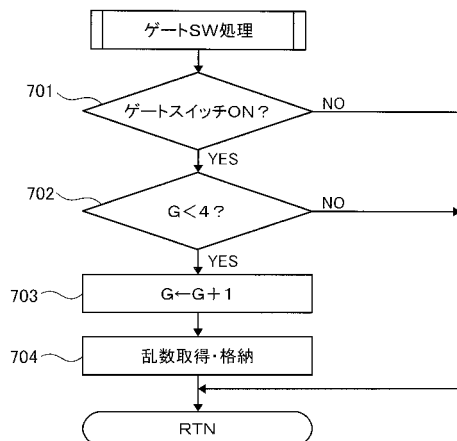 ゲートSW処理
701
ゲートスイッチON?
NO
YES
702
G<4?
NO
YES
703
G←G+1
704
乱数取得・格納
RTN